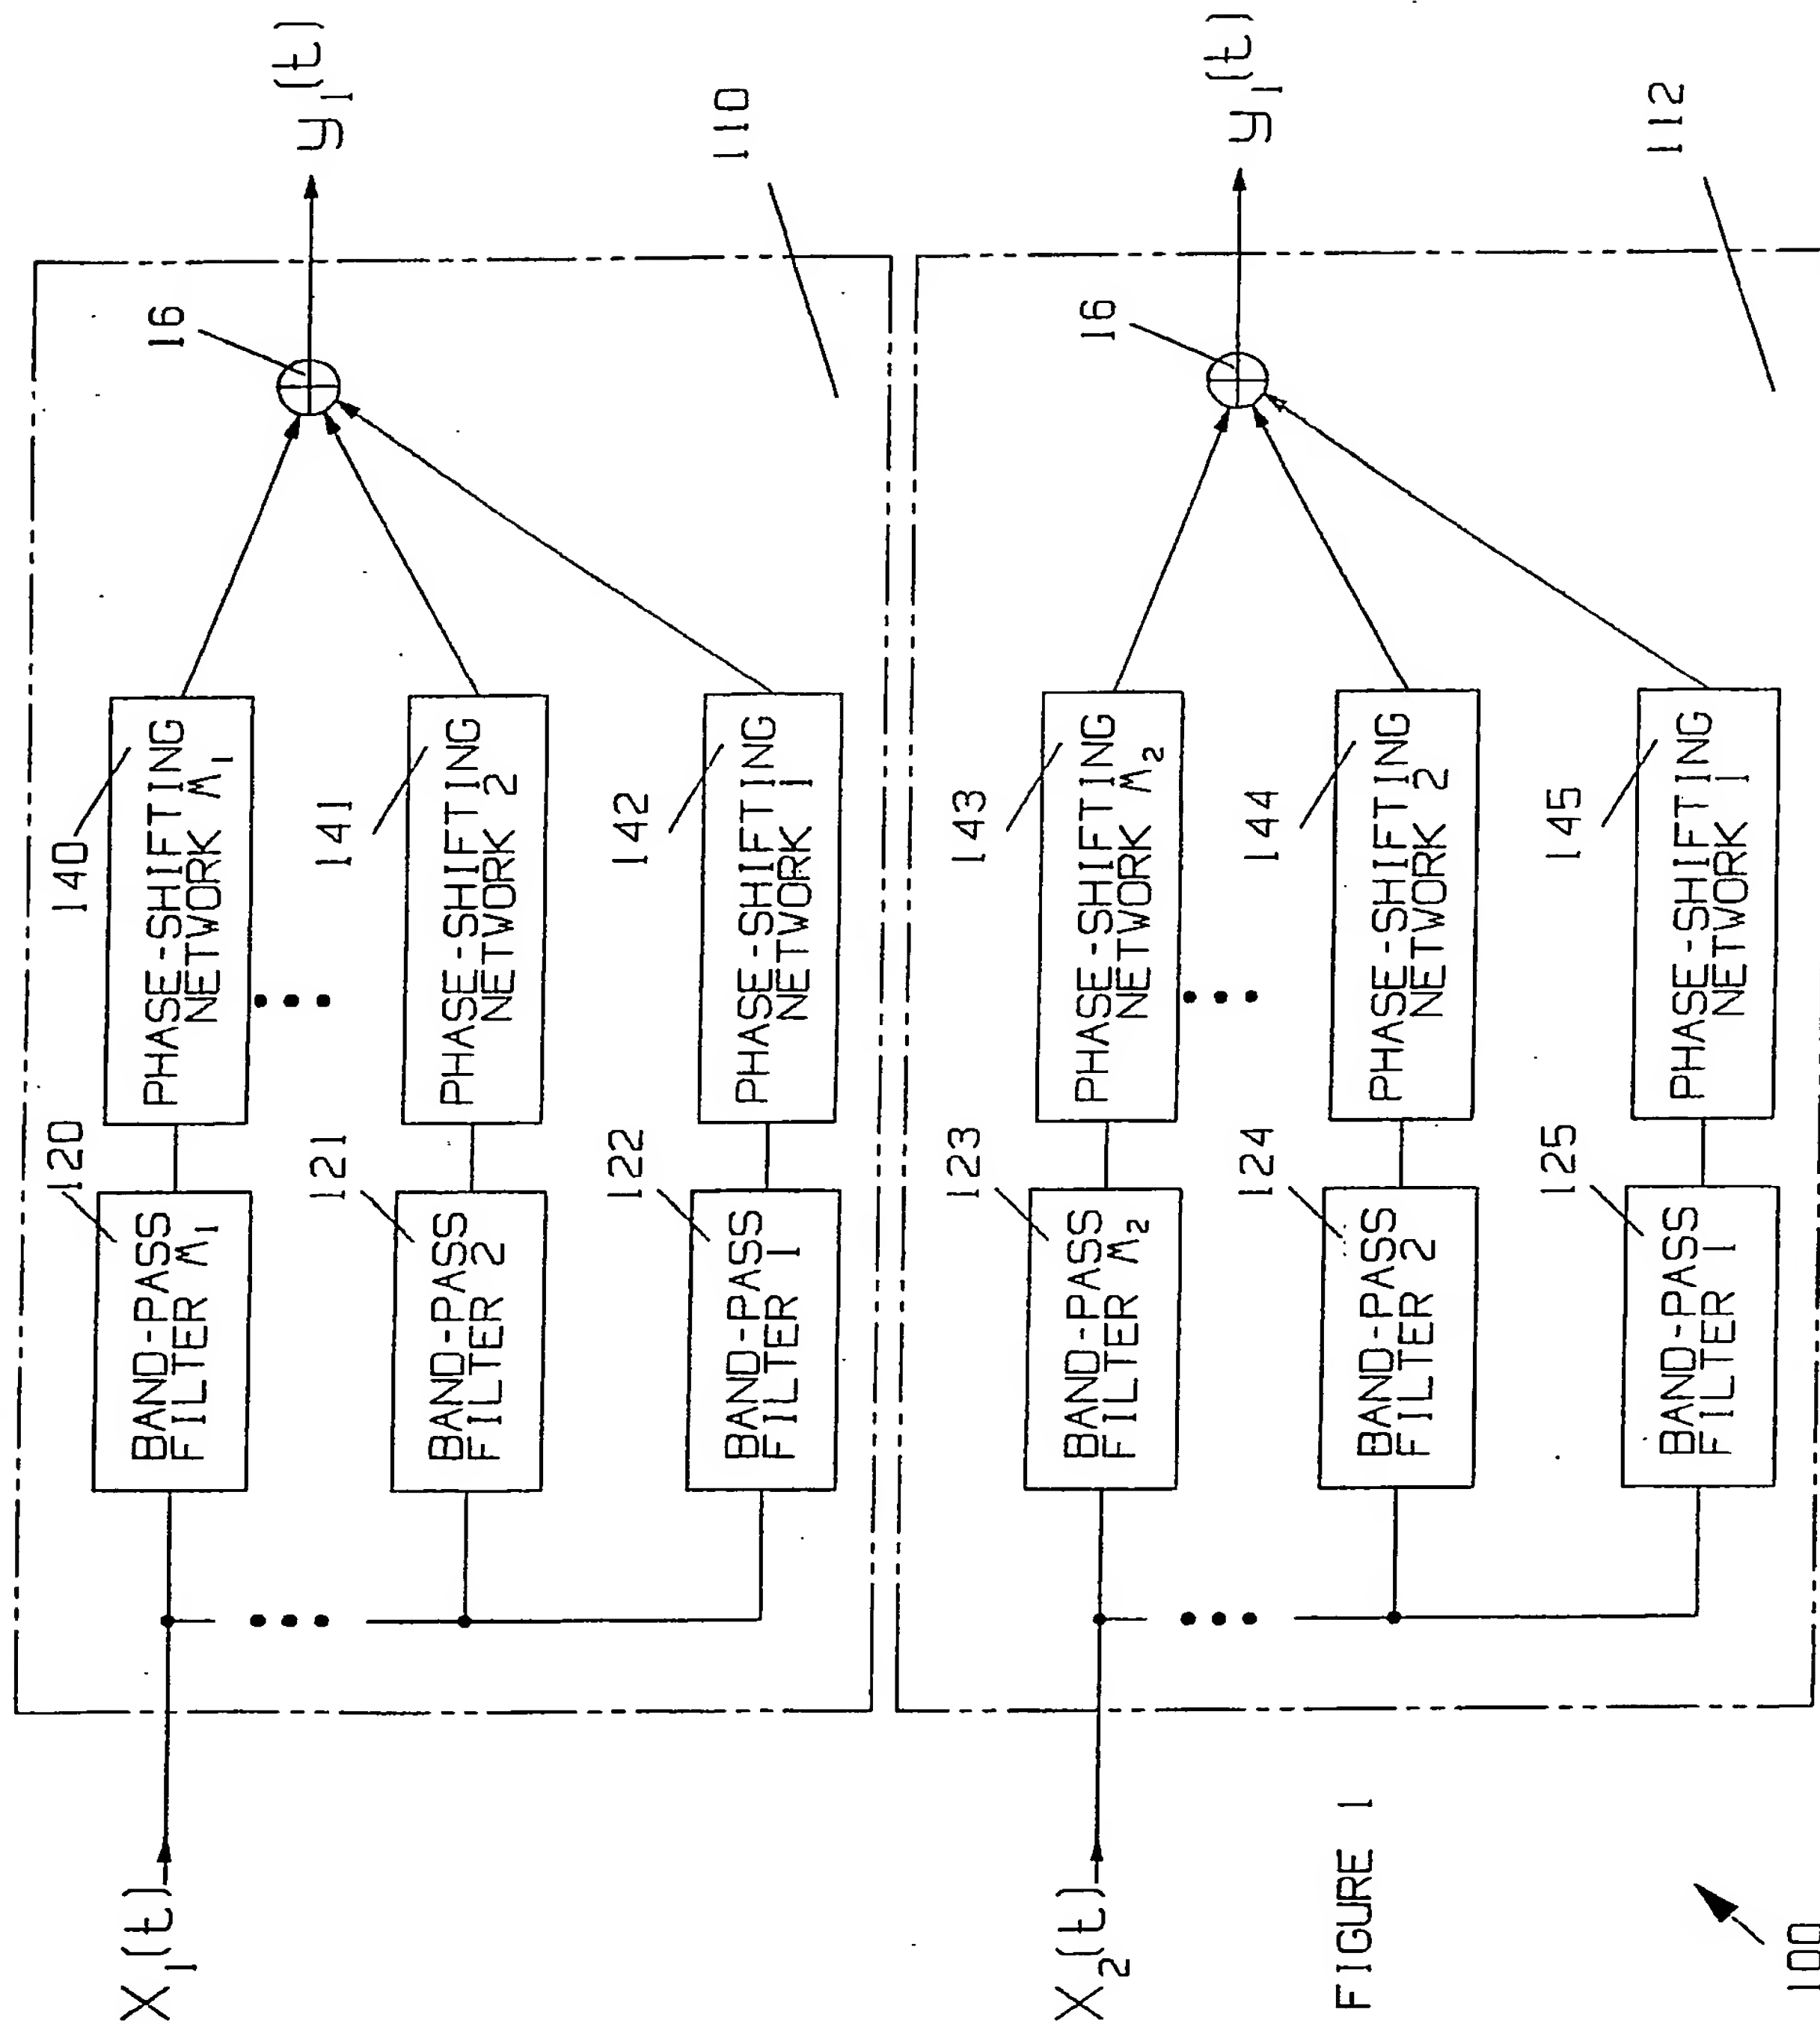 X₁(t)
120
BAND-PASS
FILTER M₁
140
PHASE-SHIFTING
NETWORK M₁
16
y₁(t)
121
BAND-PASS
FILTER 2
141
PHASE-SHIFTING
NETWORK 2
122
BAND-PASS
FILTER 1
142
PHASE-SHIFTING
NETWORK 1
110
X₂(t)
123
BAND-PASS
FILTER M₂
143
PHASE-SHIFTING
NETWORK M₂
16
y₁(t)
124
BAND-PASS
FILTER 2
144
PHASE-SHIFTING
NETWORK 2
125
BAND-PASS
FILTER 1
145
PHASE-SHIFTING
NETWORK 1
112
FIGURE 1
100